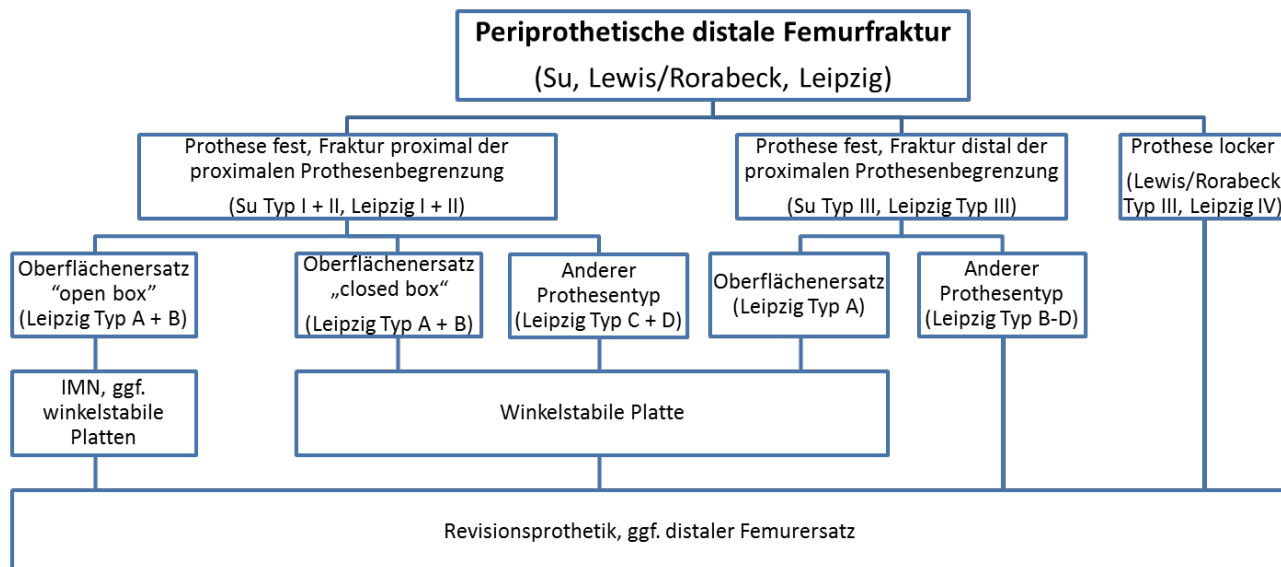 Periprothetische distale Femurfraktur
(Su, Lewis/Rorabeck, Leipzig)
Prothese fest, Fraktur proximal der
proximalen Prothesenbegrenzung
(Su Typ I + II, Leipzig I + II)
Prothese fest, Fraktur distal der
proximalen Prothesenbegrenzung
(Su Typ III, Leipzig Typ III)
Prothese locker
(Lewis/Rorabeck
Typ III, Leipzig IV)
Oberflächenersatz
“open box”
(Leipzig Typ A + B)
Oberflächenersatz
„closed box“
(Leipzig Typ A + B)
Anderer
Prothesentyp
(Leipzig Typ C + D)
Oberflächenersatz
(Leipzig Typ A)
Anderer
Prothesentyp
(Leipzig Typ B-D)
IMN, ggf.
winkelstabile
Platten
Winkelstabile Platte
Revisionsprothetik, ggf. distaler Femurersatz